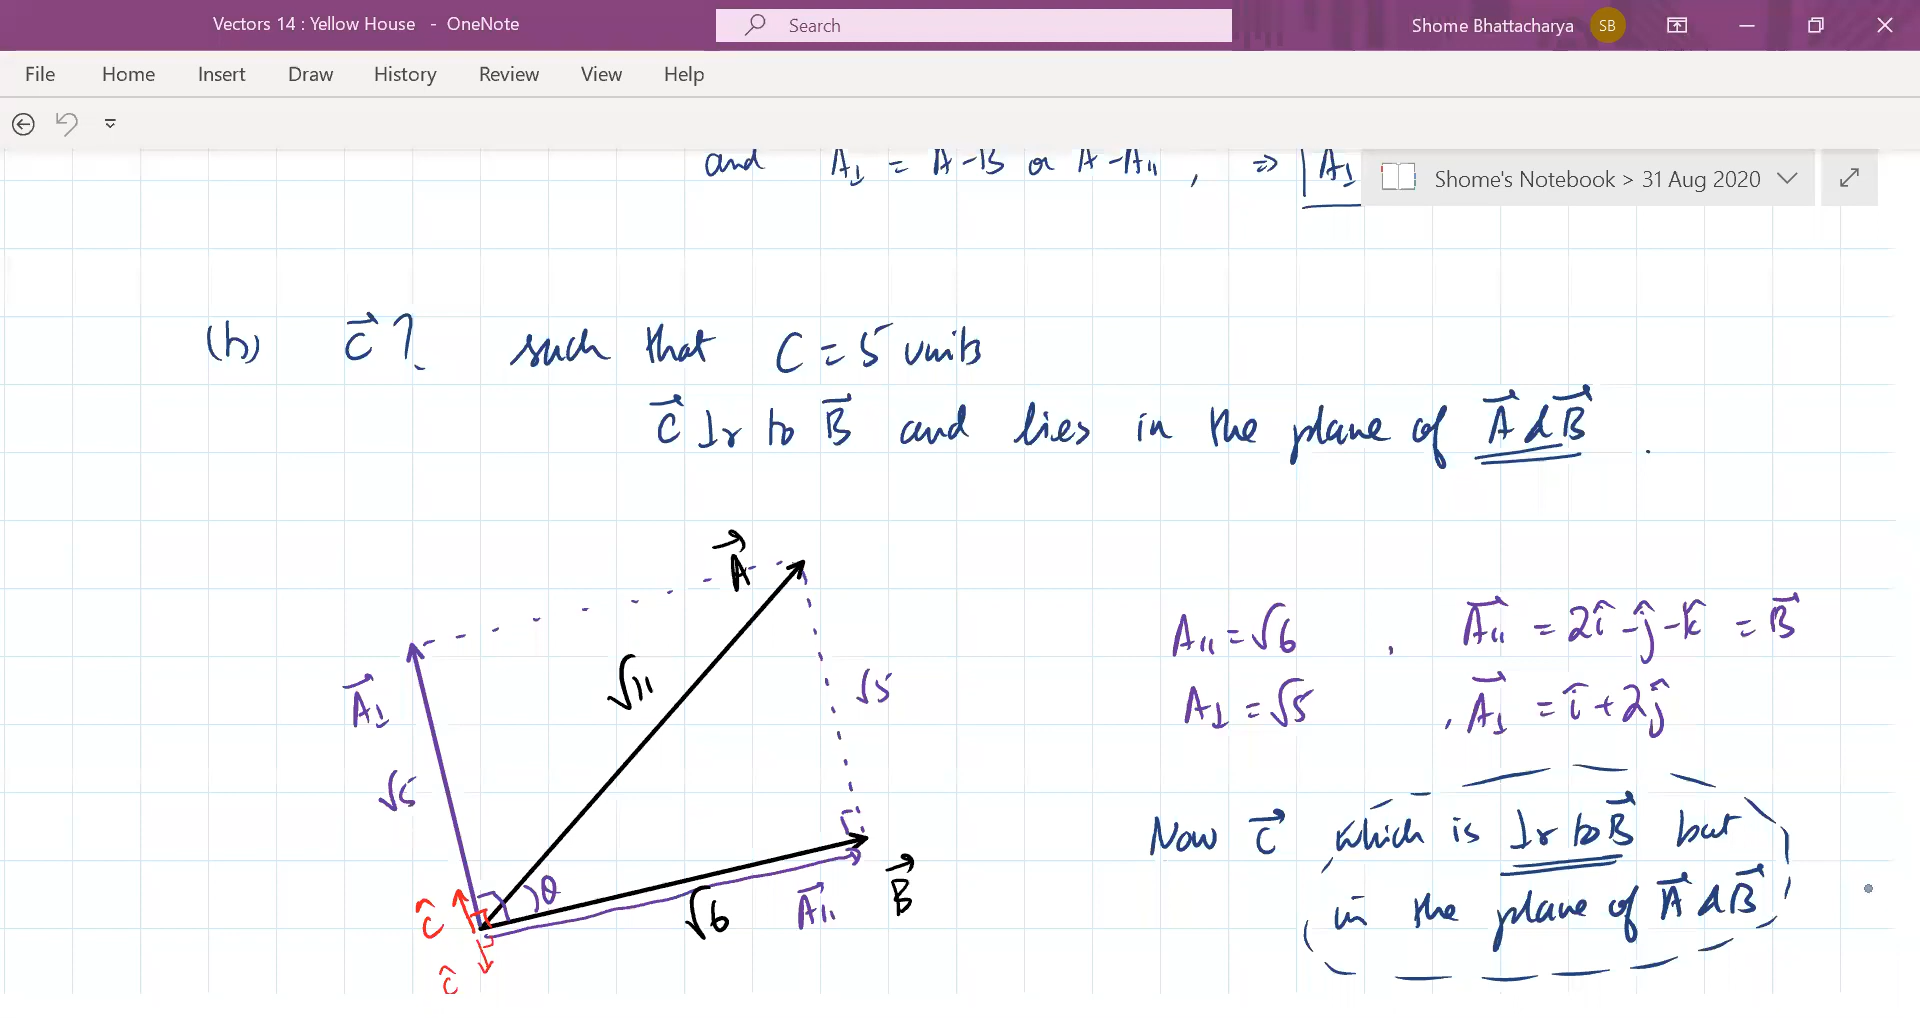 Vectors 14 : Yellow House - OneNote
Search
Shome Bhattacharya SB
File Home Insert Draw History Review View Help
and A⊥ = A-B or A-A||, ⇒ |A⊥
Shome's Notebook > 31 Aug 2020
(b) C⃗ ? such that C = 5 units
C⃗ ⊥r to B⃗ and lies in the plane of A⃗ & B⃗ .
A⃗
√11
√5
A⃗⊥
√5
θ
ĉ
√6
A⃗||
B⃗
ĉ
A|| = √6 , A⃗|| = 2î-ĵ-k̂ = B⃗
A⊥ = √5 , A⃗⊥ = î+2ĵ
Now C⃗ which is ⊥r to B⃗ but
in the plane of A⃗ & B⃗